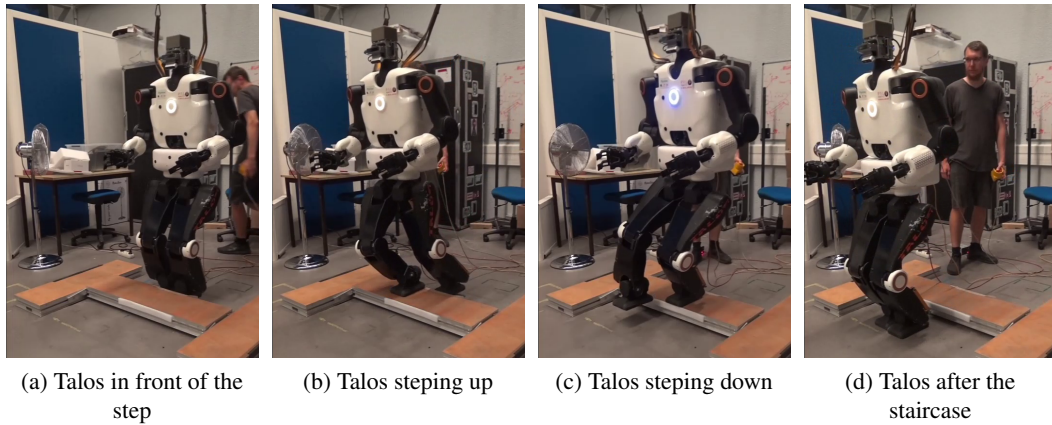 (a) Talos in front of the
step
(b) Talos steping up
(c) Talos steping down
(d) Talos after the
staircase